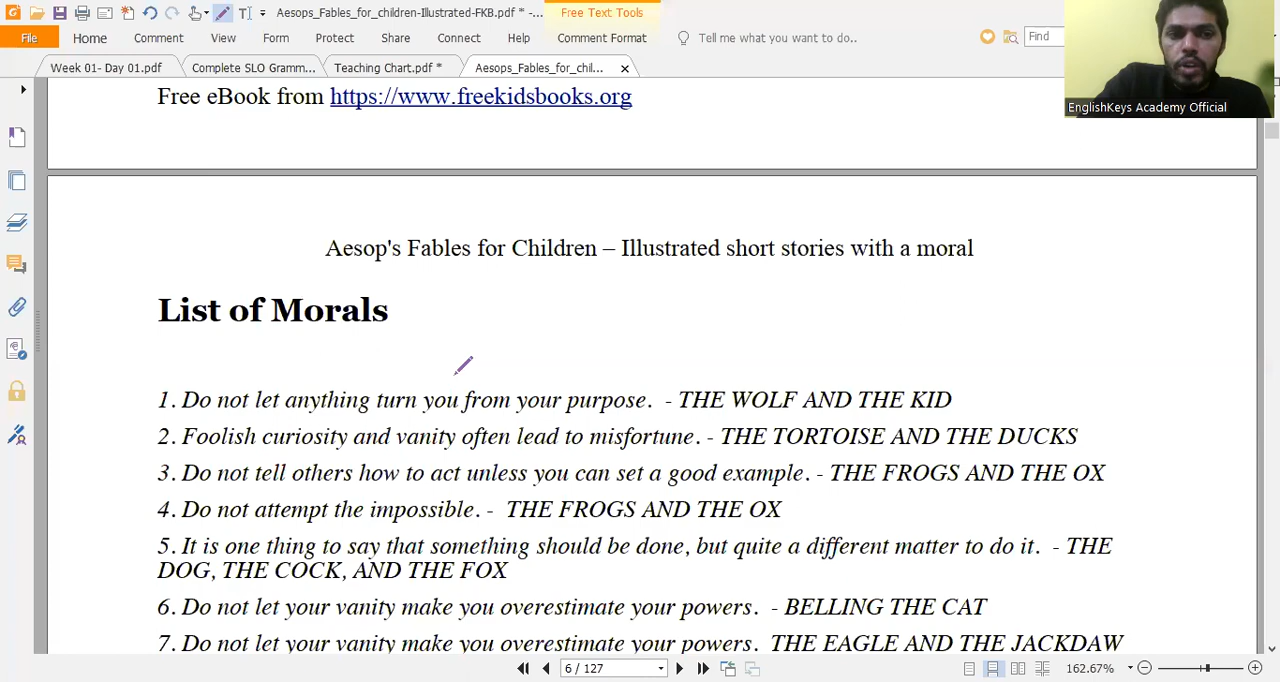 Aesops_Fables_for_children-Illustrated-FKB.pdf * -...
Free Text Tools
File
Home
Comment
View
Form
Protect
Share
Connect
Help
Comment Format
Tell me what you want to do..
Find
Week 01- Day 01.pdf
Complete SLO Gramm...
Teaching Chart.pdf *
Aesops_Fables_for_chil...
EnglishKeys Academy Official
Free eBook from https://www.freekidsbooks.org
Aesop's Fables for Children – Illustrated short stories with a moral
List of Morals
1. Do not let anything turn you from your purpose. - THE WOLF AND THE KID
2. Foolish curiosity and vanity often lead to misfortune. - THE TORTOISE AND THE DUCKS
3. Do not tell others how to act unless you can set a good example. - THE FROGS AND THE OX
4. Do not attempt the impossible. - THE FROGS AND THE OX
5. It is one thing to say that something should be done, but quite a different matter to do it. - THE
DOG, THE COCK, AND THE FOX
6. Do not let your vanity make you overestimate your powers. - BELLING THE CAT
7. Do not let your vanity make you overestimate your powers. THE EAGLE AND THE JACKDAW
6 / 127
162.67%